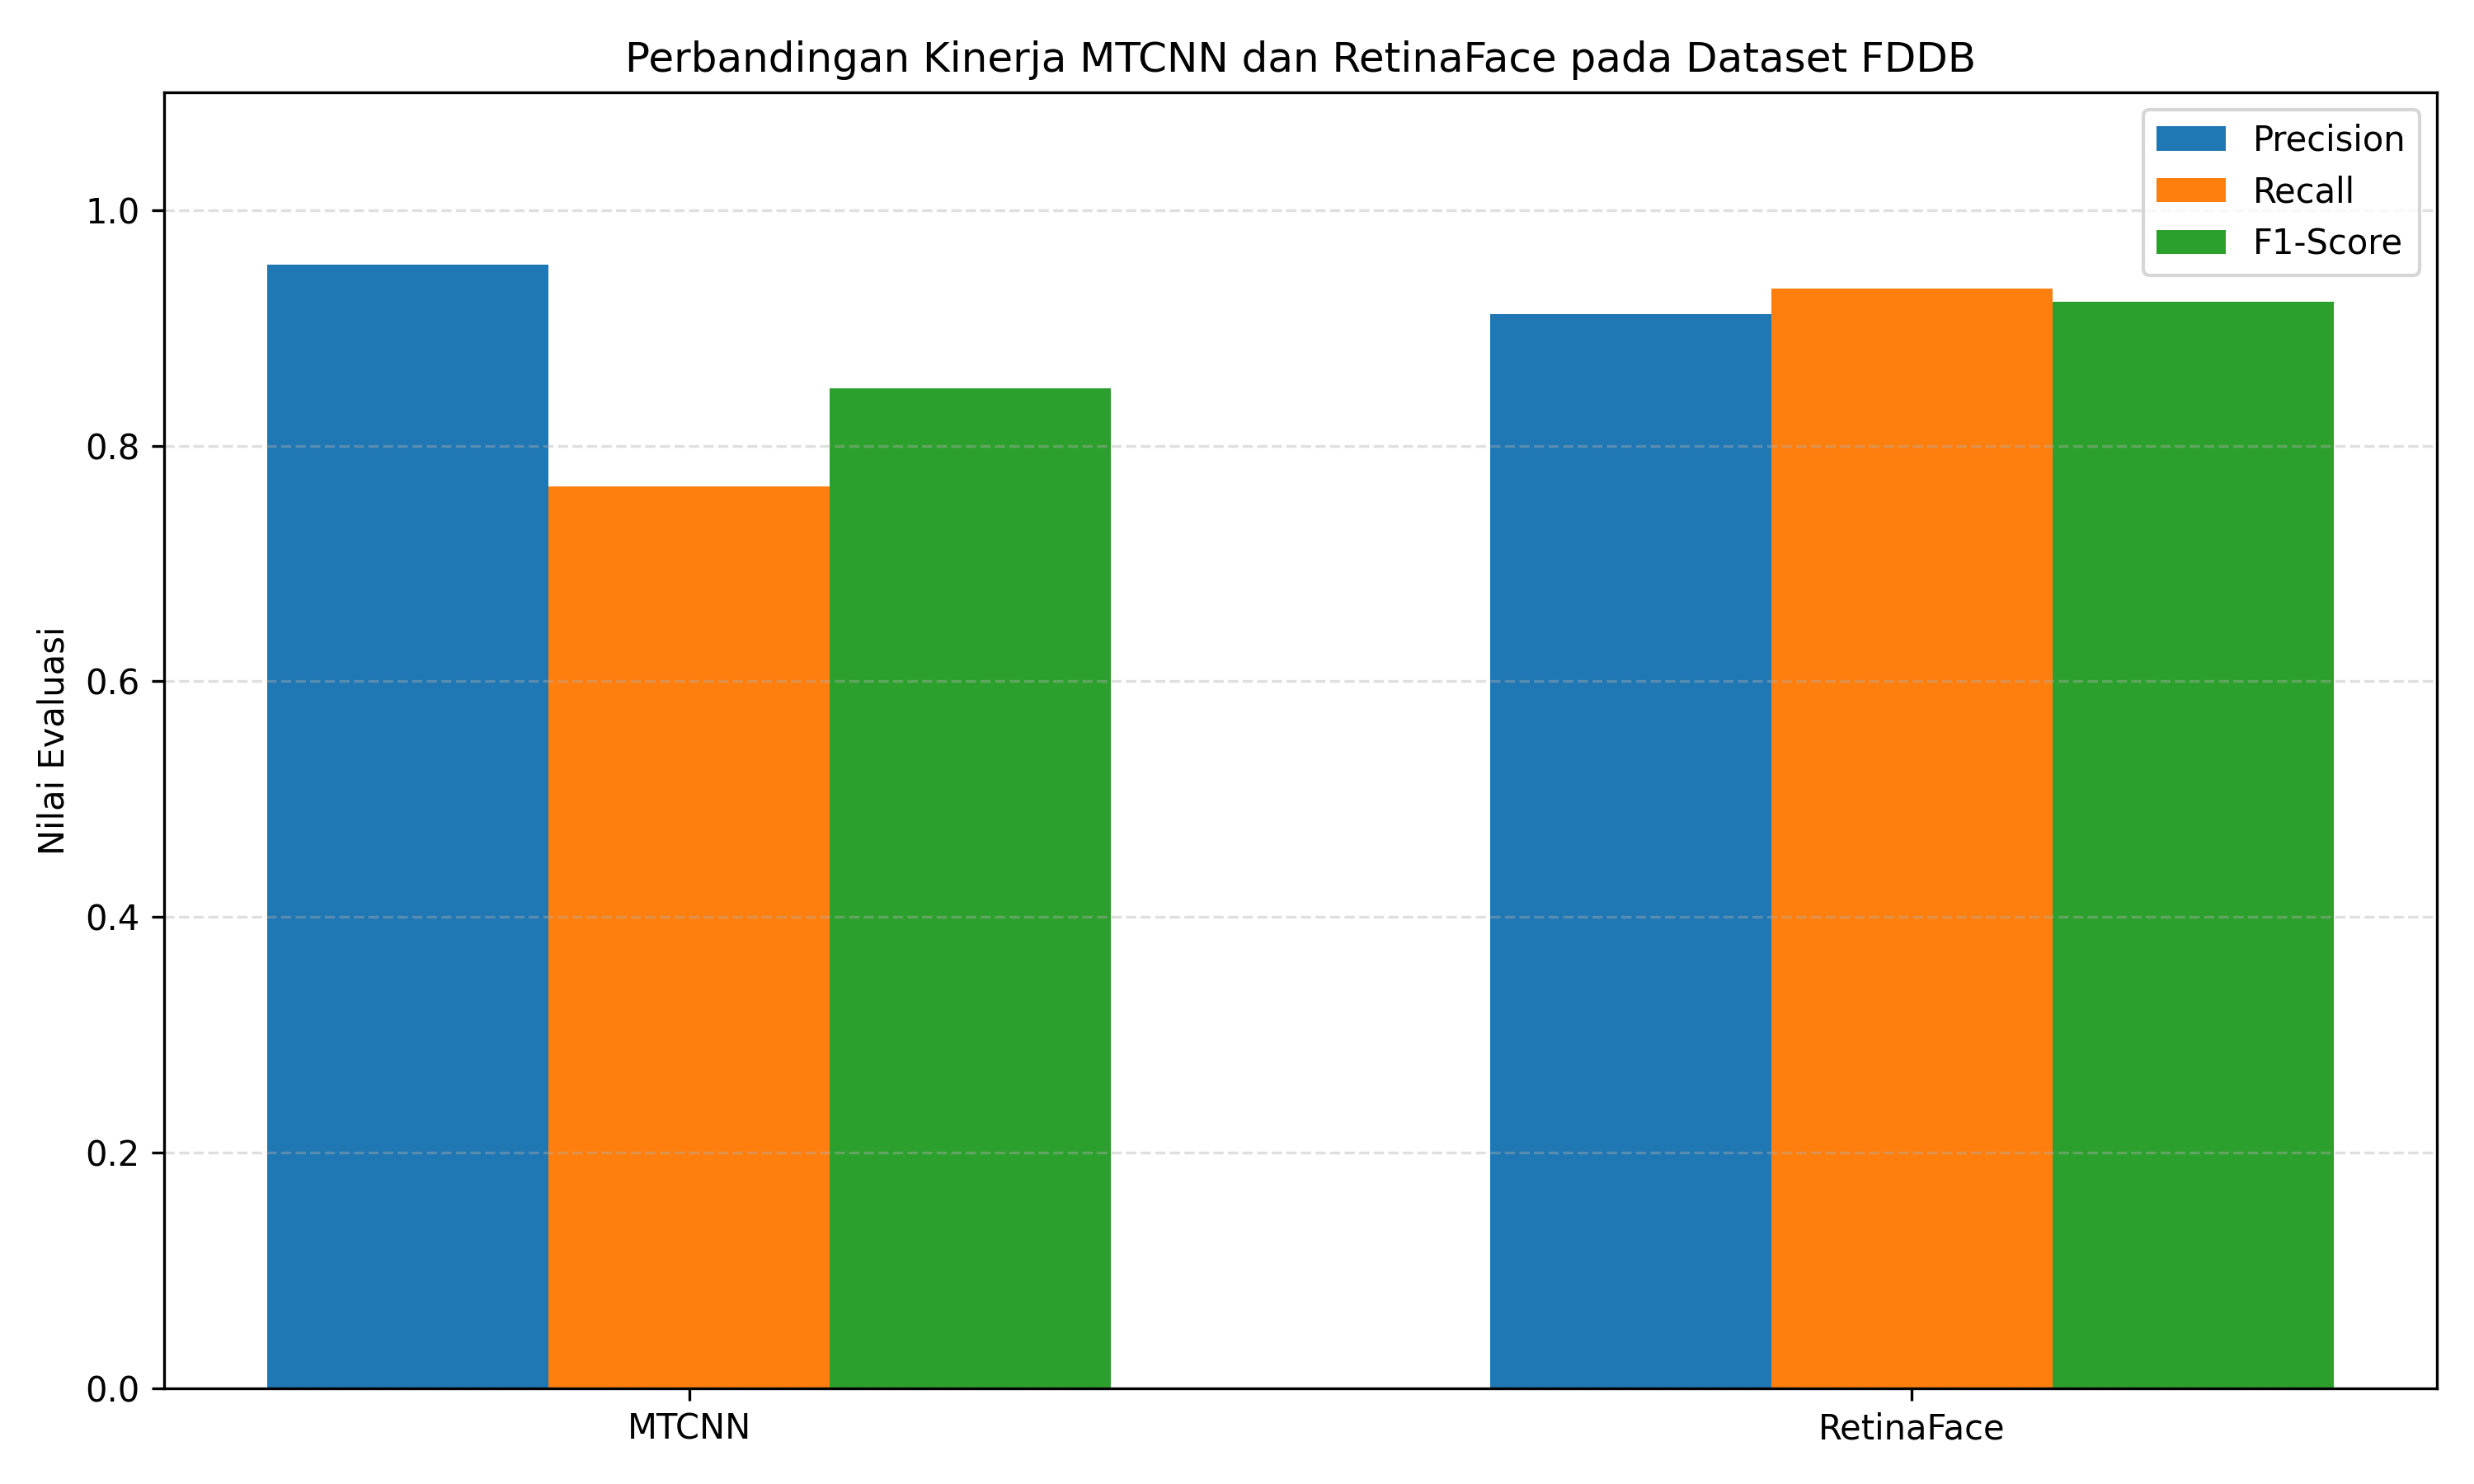 Perbandingan Kinerja MTCNN dan RetinaFace pada Dataset FDDB
Precision
Recall
F1-Score
Nilai Evaluasi
1.0
0.8
0.6
0.4
0.2
0.0
MTCNN
RetinaFace